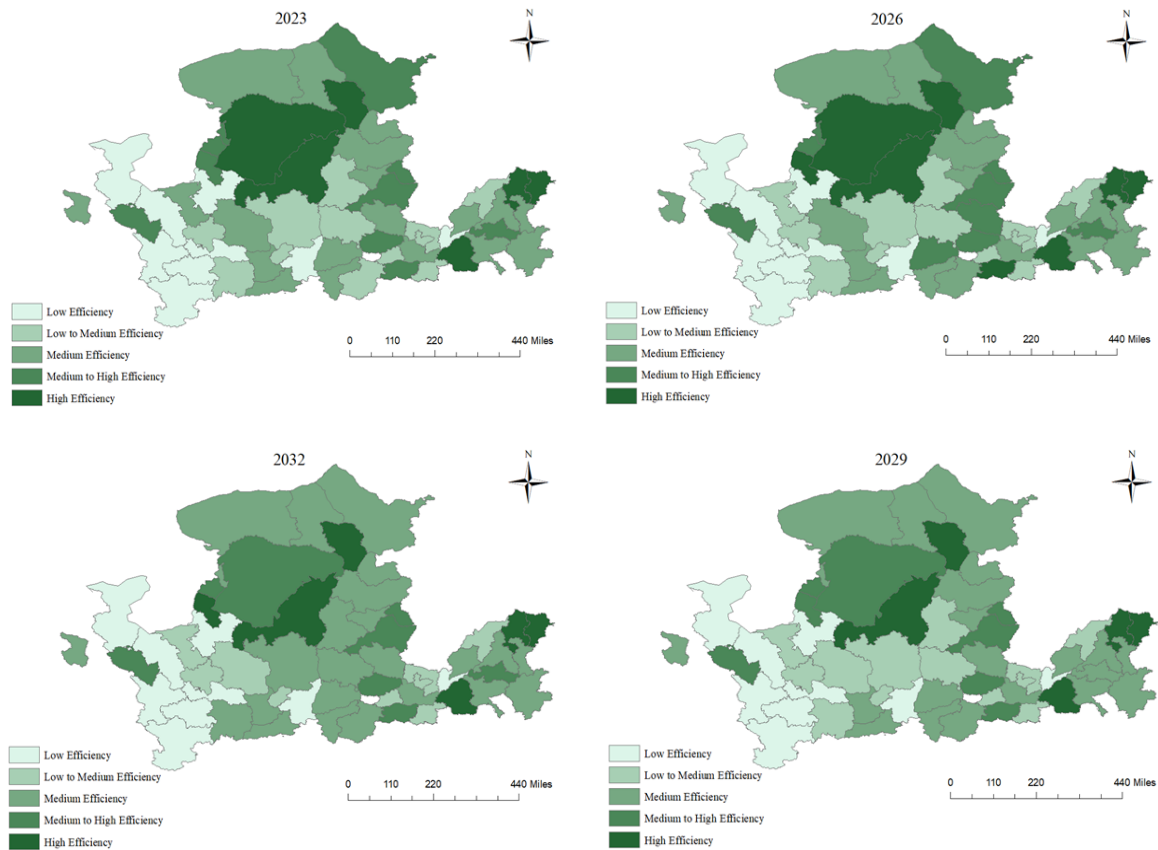 2023
N
Low Efficiency
Low to Medium Efficiency
Medium Efficiency
Medium to High Efficiency
High Efficiency
0 110 220 440 Miles
2026
N
Low Efficiency
Low to Medium Efficiency
Medium Efficiency
Medium to High Efficiency
High Efficiency
0 110 220 440 Miles
2032
N
Low Efficiency
Low to Medium Efficiency
Medium Efficiency
Medium to High Efficiency
High Efficiency
0 110 220 440 Miles
2029
N
Low Efficiency
Low to Medium Efficiency
Medium Efficiency
Medium to High Efficiency
High Efficiency
0 110 220 440 Miles